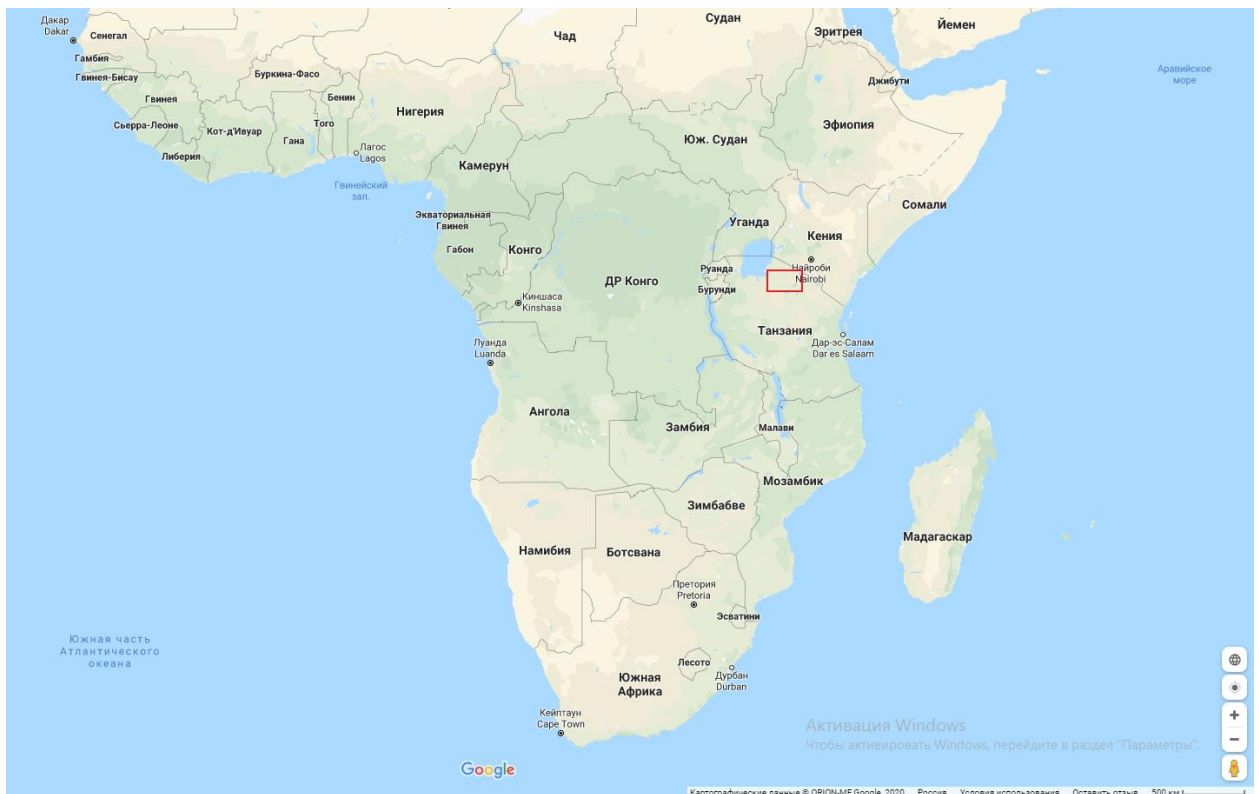 Дакар
Dakar
Сенегал
Гамбия
Гвинея-Бисау
Гвинея
Сьерра-Леоне
Либерия
Кот-д'Ивуар
Буркина-Фасо
Гана
Того
Бенин
Лагос
Lagos
Нигерия
Чад
Судан
Эритрея
Йемен
Аравийское
море
Джибути
Эфиопия
Юж. Судан
Камерун
Гвинейский
зал.
Экваториальная
Гвинея
Габон
Конго
Уганда
Кения
Сомали
Найроби
Nairobi
Руанда
Бурунди
ДР Конго
Киншаса
Kinshasa
Танзания
Дар-эс-Салам
Dar es Salaam
Луанда
Luanda
Ангола
Замбия
Малави
Мозамбик
Зимбабве
Мадагаскар
Намибия
Ботсвана
Претория
Pretoria
Эсватини
Южная часть
Атлантического
океана
Лесото
Дурбан
Durban
Южная
Африка
Кейптаун
Cape Town
Активация Windows
Чтобы активировать Windows, перейдите в раздел "Параметры".
Google
Картографические данные © ORION-ME Google, 2020 Россия Условия использования Оставить отзыв 500 км